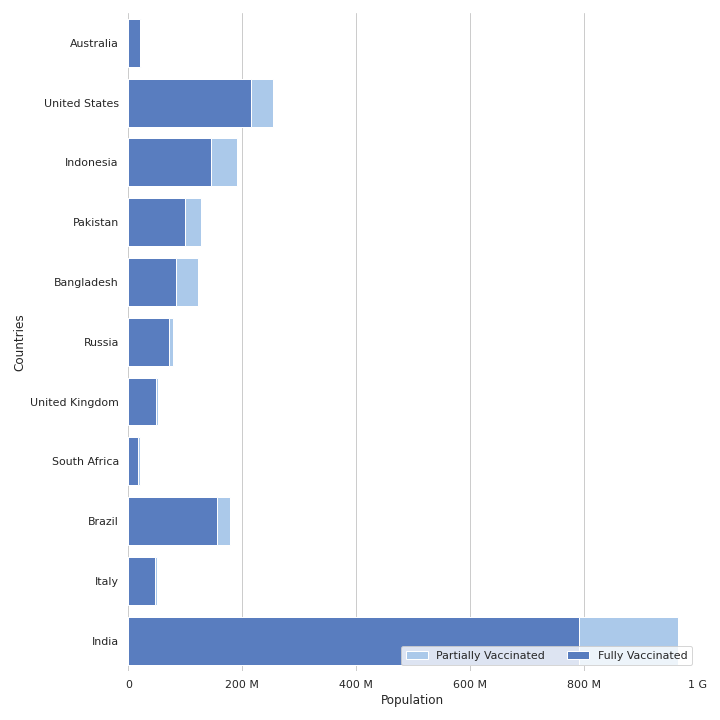 Australia
United States
Indonesia
Pakistan
Bangladesh
Russia
United Kingdom
South Africa
Brazil
Italy
India
Countries
Partially Vaccinated Fully Vaccinated
0 200 M 400 M 600 M 800 M 1 G
Population